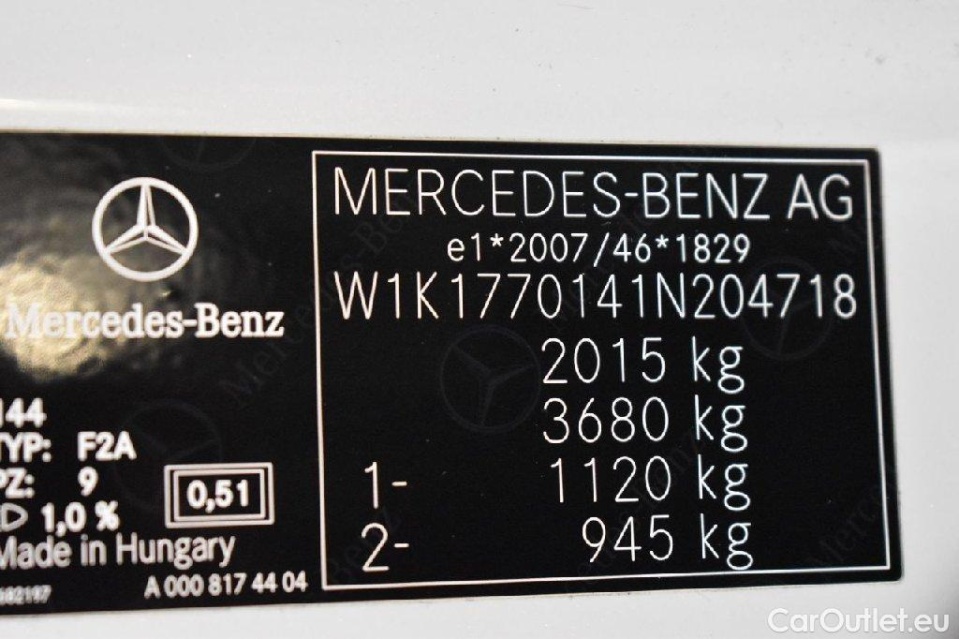 MERCEDES-BENZ AG
e1*2007/46*1829
W1K1770141N204718
2015 kg
3680 kg
1- 1120 kg
2- 945 kg
Mercedes-Benz
144
TYP: F2A
PZ: 9
1,0 %
0,51
Made in Hungary
A 000 817 44 04
CarOutlet.eu